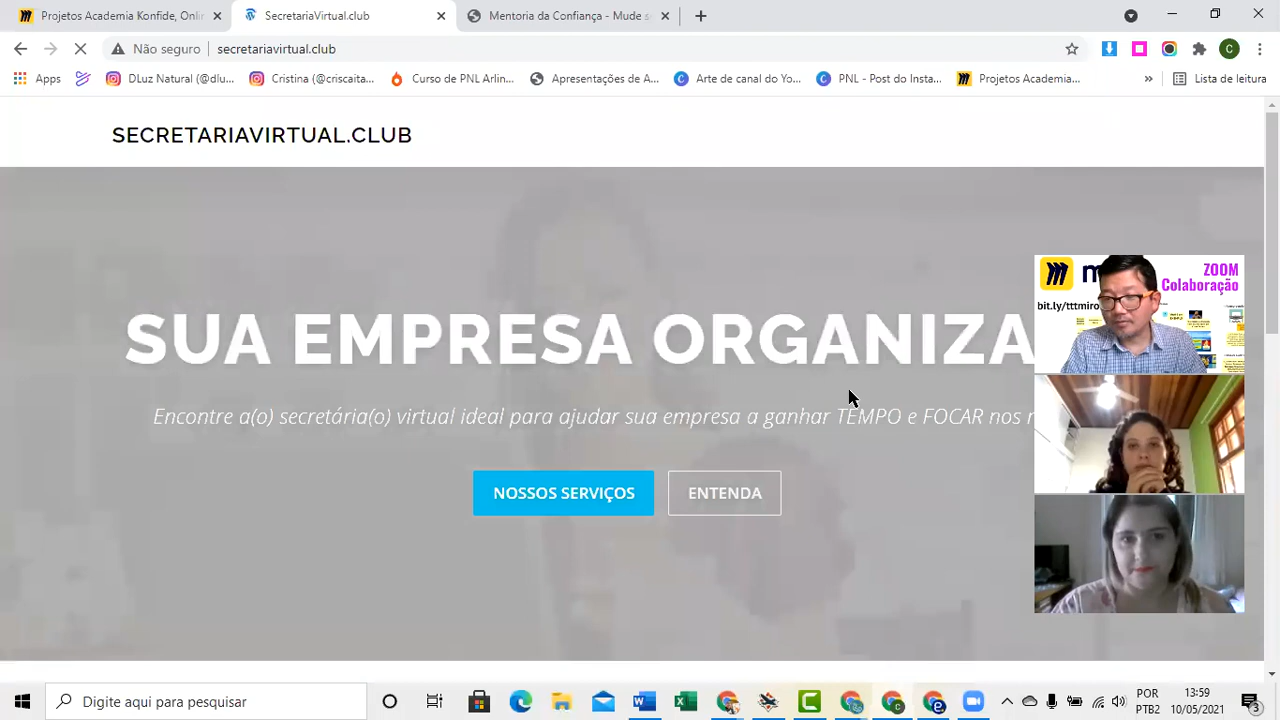 Projetos Academia Konfide, Onli
SecretariaVirtual.club
Mentoria da Confiança - Mude s
Não seguro
secretariavirtual.club
C
Apps
DLuz Natural (@dlu...
Cristina (@criscaita...
Curso de PNL Arlin...
Apresentações de A...
Arte de canal do Yo...
PNL - Post do Insta...
Projetos Academia...
»
Lista de leitura
SECRETARIAVIRTUAL.CLUB
SUA EMPRESA ORGANIZA
Encontre a(o) secretária(o) virtual ideal para ajudar sua empresa a ganhar TEMPO e FOCAR nos
NOSSOS SERVIÇOS
ENTENDA
ZOOM
Colaboração
bit.ly/tttmiro
Digite aqui para pesquisar
POR
PTB2
13:59
10/05/2021
3